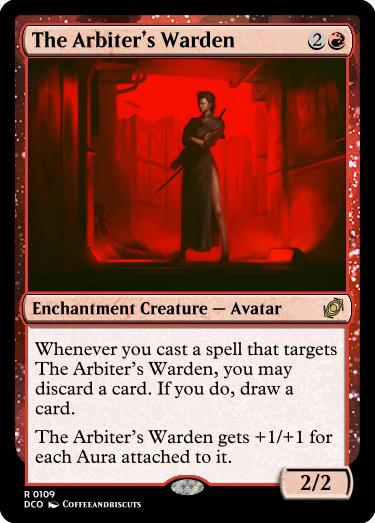 The Arbiter's Warden 2
Enchantment Creature — Avatar
Whenever you cast a spell that targets
The Arbiter's Warden, you may
discard a card. If you do, draw a
card.
The Arbiter's Warden gets +1/+1 for
each Aura attached to it.
2/2
R 0109
DCO COFFEEANDBISCUTS